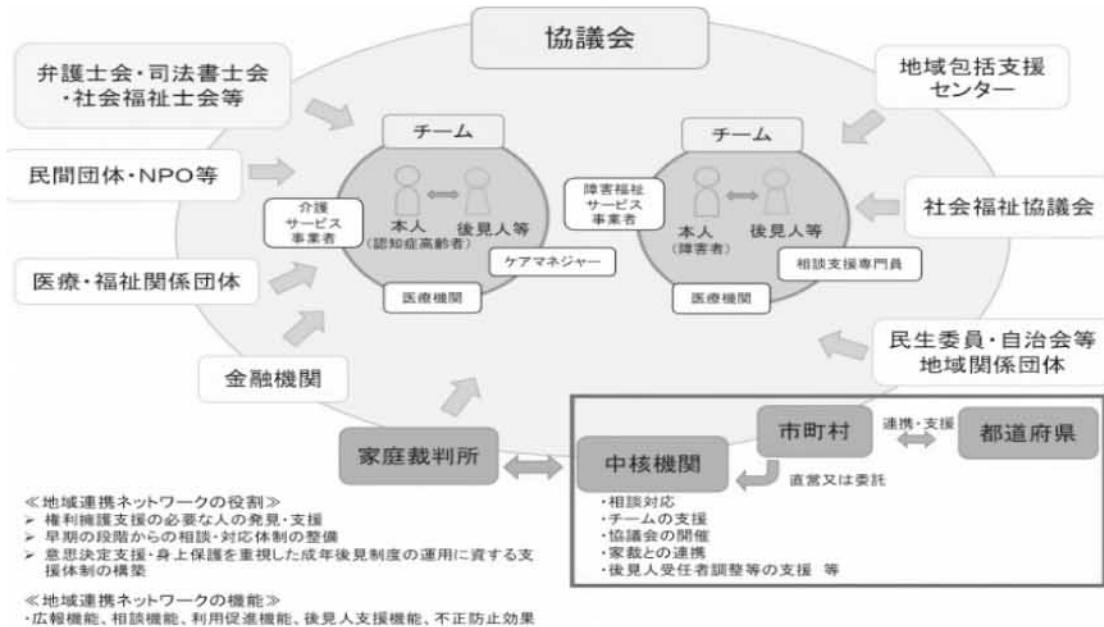 協議会
弁護士会・司法書士会
・社会福祉士会等
地域包括支援
センター
チーム
チーム
民間団体・NPO等
介護
サービス
事業者
本人
(認知症高齢者)
後見人等
ケアマネジャー
医療機関
障害福祉
サービス
事業者
本人
(障害者)
後見人等
相談支援専門員
医療機関
社会福祉協議会
医療・福祉関係団体
金融機関
民生委員・自治会等
地域関係団体
家庭裁判所
中核機関
市町村
連携・支援
都道府県
直営又は委託
・相談対応
・チームの支援
・協議会の開催
・家裁との連携
・後見人受任者調整等の支援 等
≪地域連携ネットワークの役割≫
➢ 権利擁護支援の必要な人の発見・支援
➢ 早期の段階からの相談・対応体制の整備
➢ 意思決定支援・身上保護を重視した成年後見制度の運用に資する支
援体制の構築
≪地域連携ネットワークの機能≫
・広報機能、相談機能、利用促進機能、後見人支援機能、不正防止効果